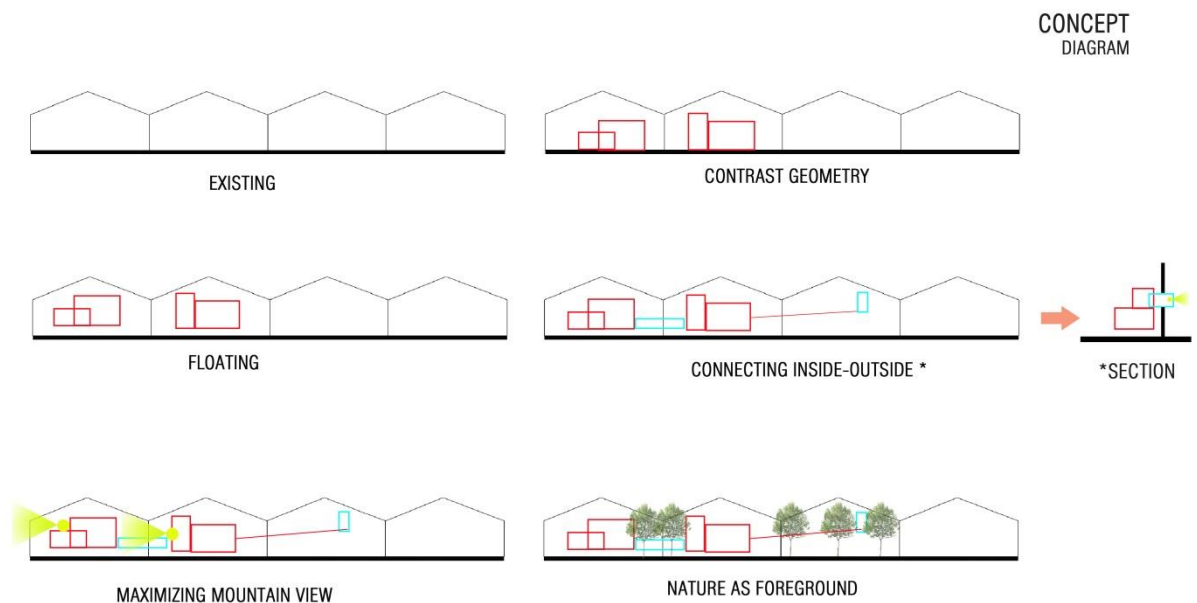 CONCEPT
DIAGRAM
EXISTING
CONTRAST GEOMETRY
FLOATING
CONNECTING INSIDE-OUTSIDE *
*SECTION
MAXIMIZING MOUNTAIN VIEW
NATURE AS FOREGROUND